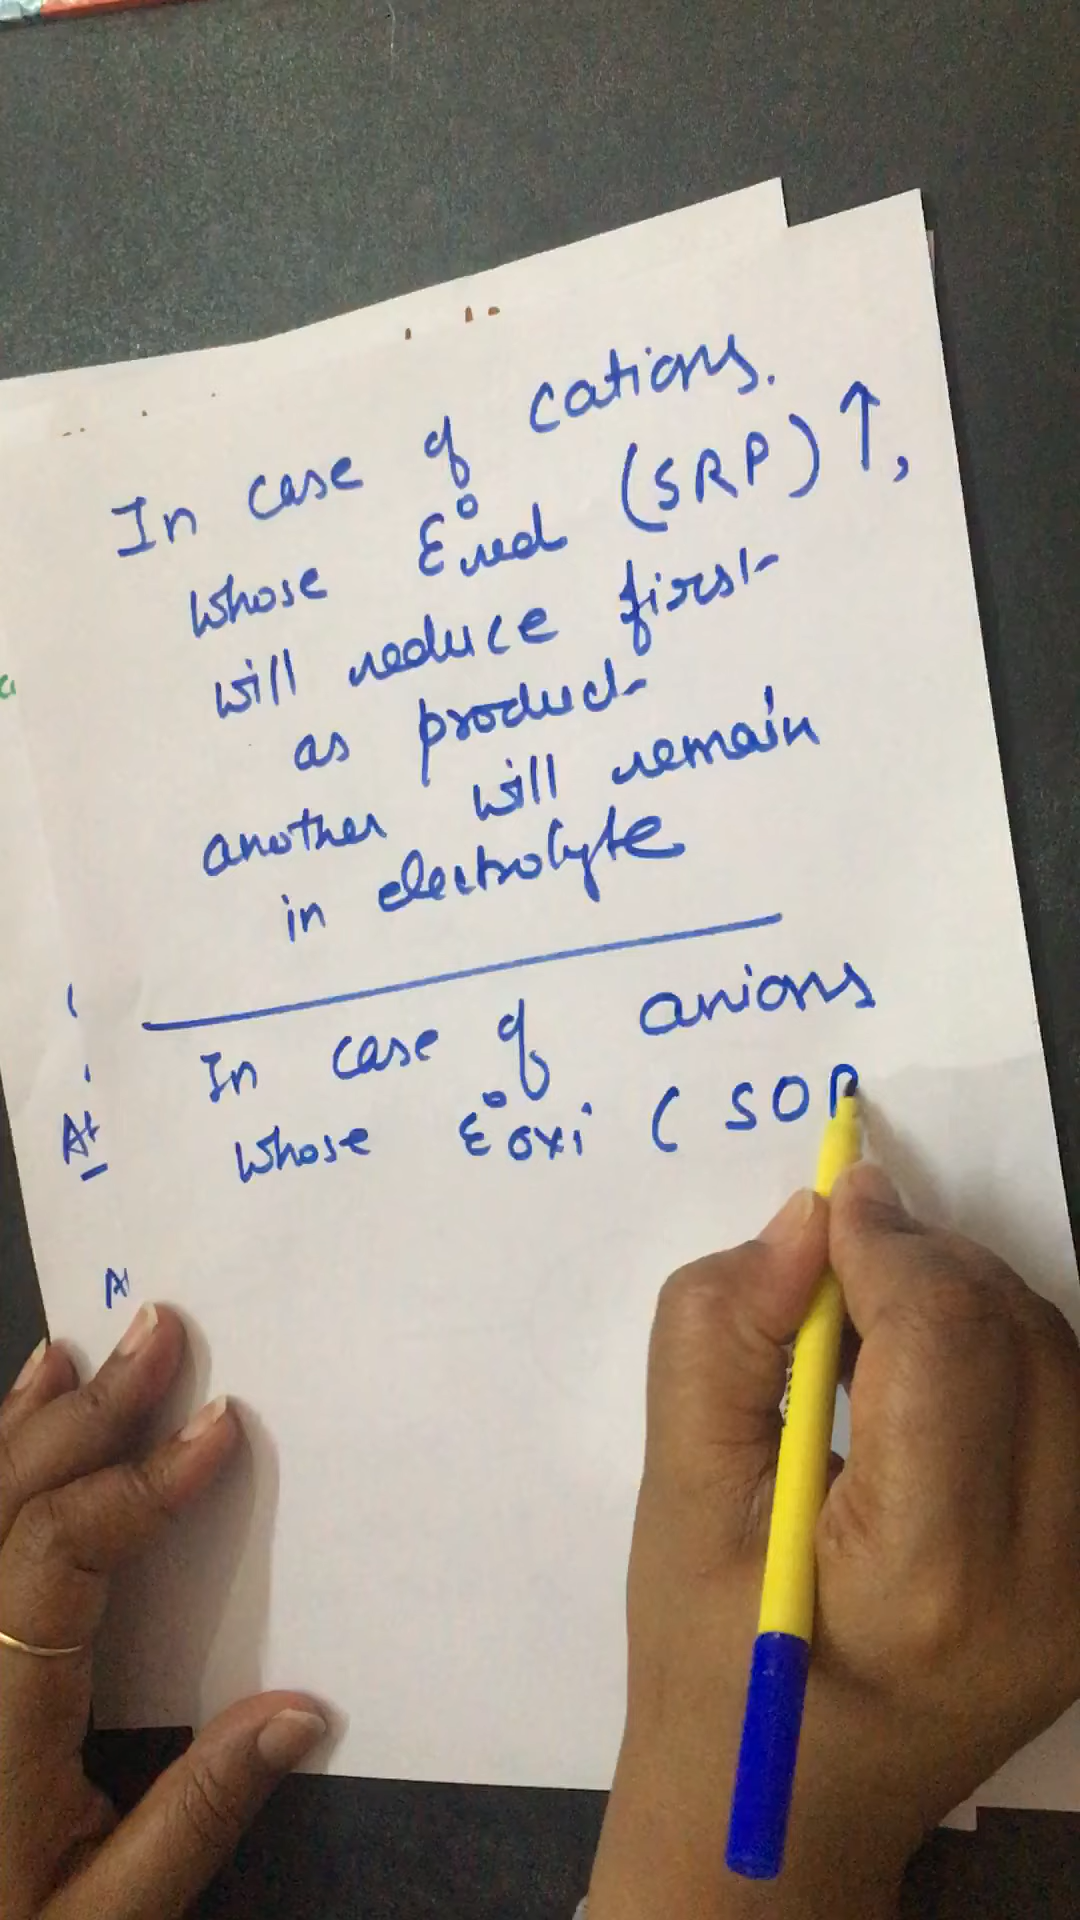 In case of cations.
whose E°red (SRP) ↑,
will reduce first
as product
another will remain
in electrolyte
In case of anions
whose E°oxi (SOP
At
A